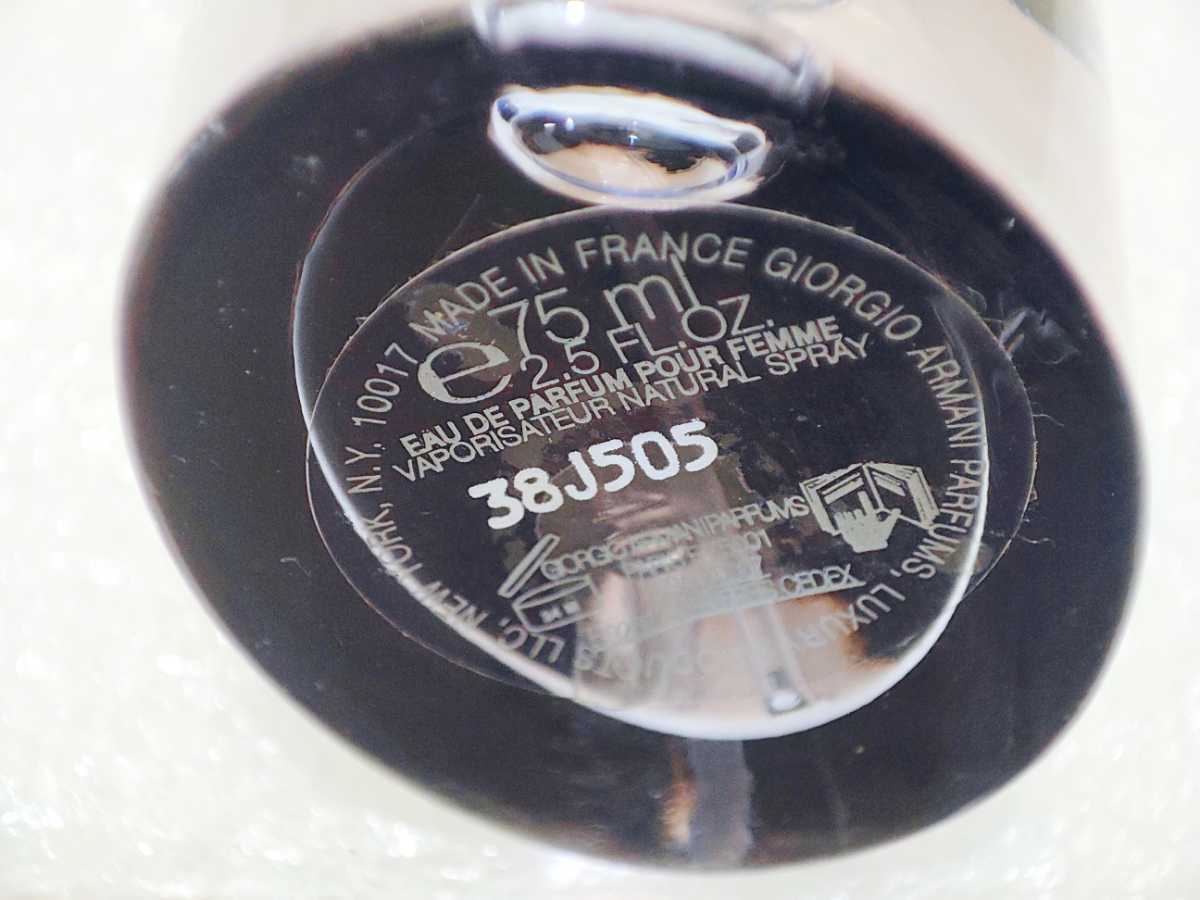 MADE IN FRANCE GIORGIO ARMANI PARFUMS, LUXURY LLC, NEW YORK, N.Y. 10017
e 75 ml
2.5 FL.OZ.
EAU DE PARFUM POUR FEMME
VAPORISATEUR NATURAL SPRAY
38J505
GIORGIO ARMANI PARFUMS
CEDEX